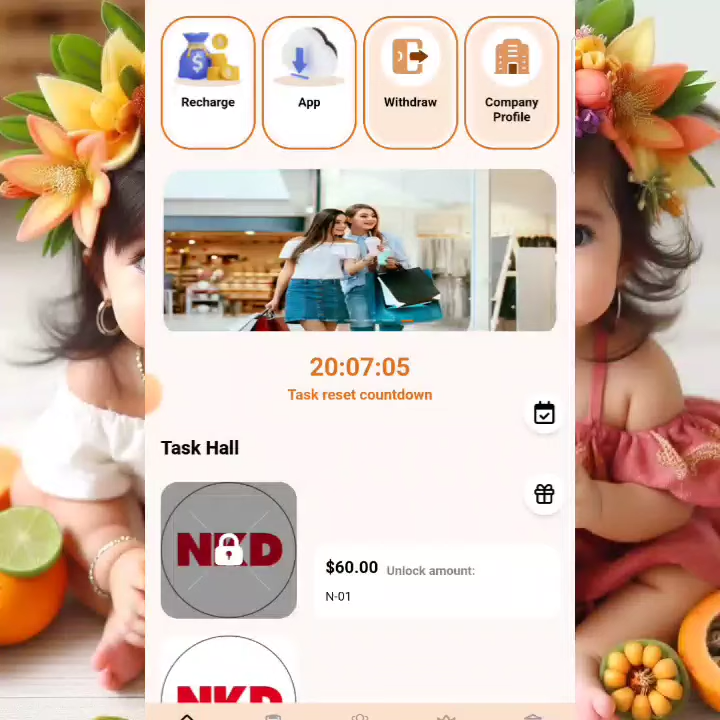 Recharge
App
Withdraw
Company
Profile
20:07:05
Task reset countdown
Task Hall
NKD
$60.00 Unlock amount:
N-01
NKD